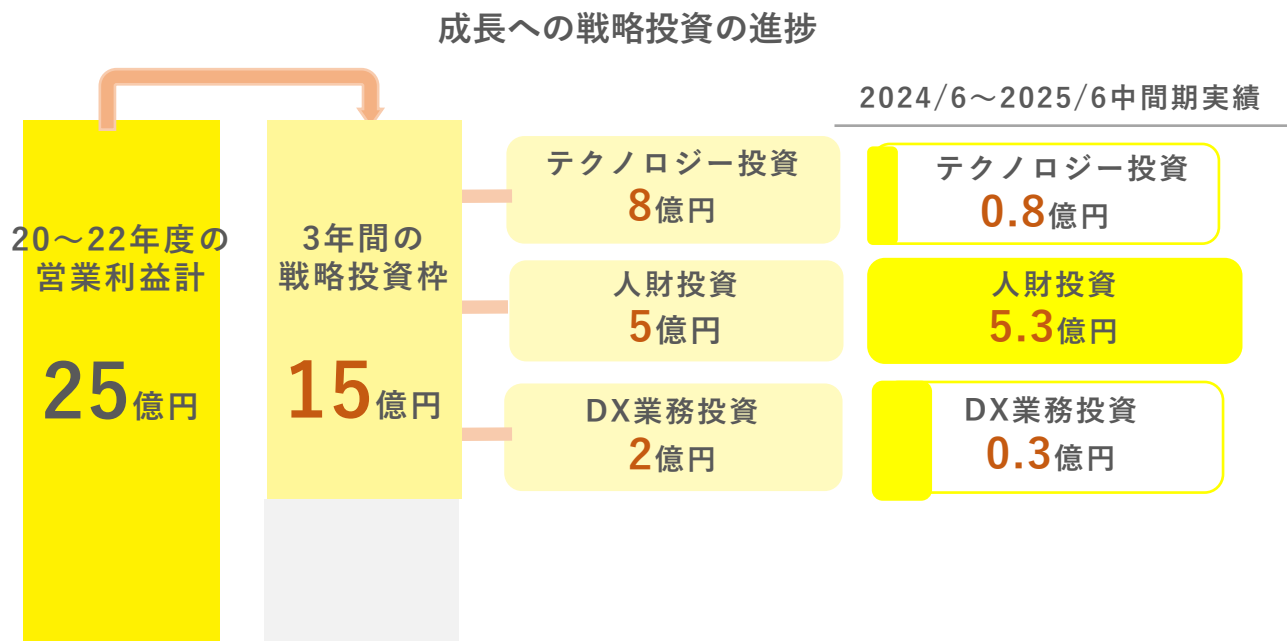 成長への戦略投資の進捗
2024/6～2025/6中間期実績
20～22年度の
営業利益計
25億円
3年間の
戦略投資枠
15億円
テクノロジー投資
8億円
人財投資
5億円
DX業務投資
2億円
テクノロジー投資
0.8億円
人財投資
5.3億円
DX業務投資
0.3億円